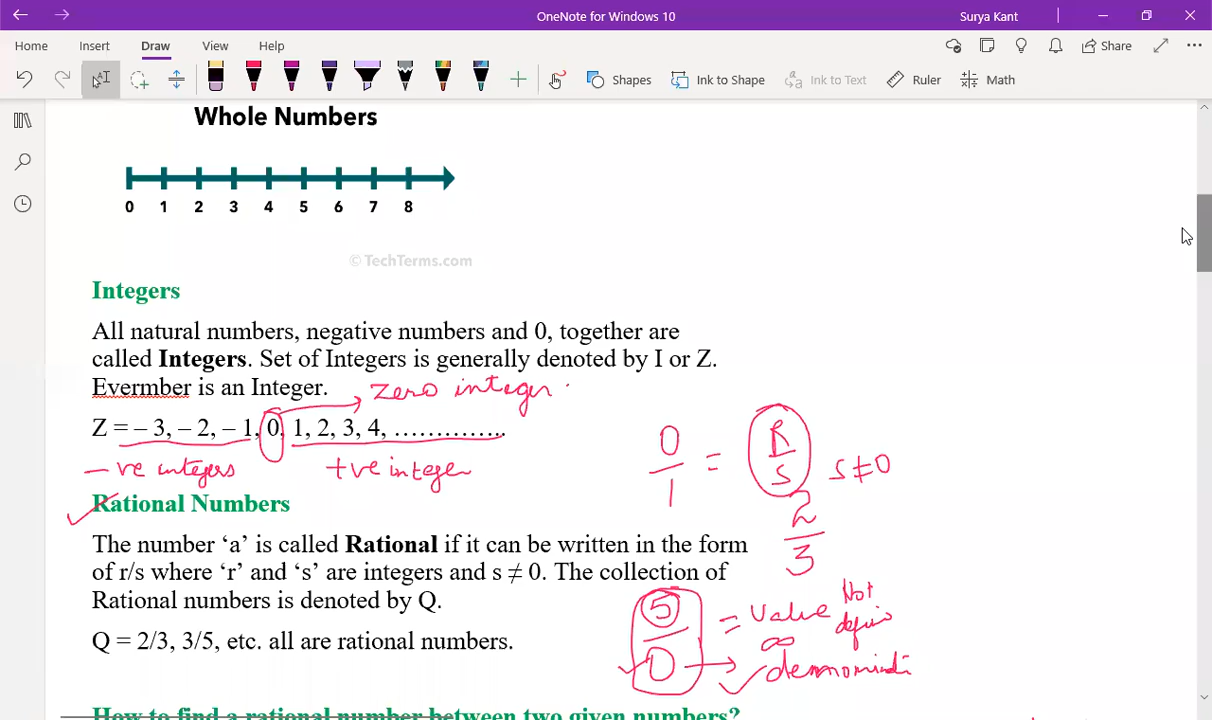 OneNote for Windows 10
Surya Kant
Home Insert Draw View Help
Share
Shapes Ink to Shape Ink to Text Ruler Math
Whole Numbers
0 1 2 3 4 5 6 7 8
© TechTerms.com
Integers
All natural numbers, negative numbers and 0, together are
called Integers. Set of Integers is generally denoted by I or Z.
Evermber is an Integer.
zero integer
Z = – 3, – 2, – 1, 0, 1, 2, 3, 4, …………..
–ve integers +ve integer
0/1 = R/S S ≠ 0
2/3
Rational Numbers
The number ‘a’ is called Rational if it can be written in the form
of r/s where ‘r’ and ‘s’ are integers and s ≠ 0. The collection of
Rational numbers is denoted by Q.
Q = 2/3, 3/5, etc. all are rational numbers.
5/0 = value Not
∞
How to find a rational number between two given numbers?